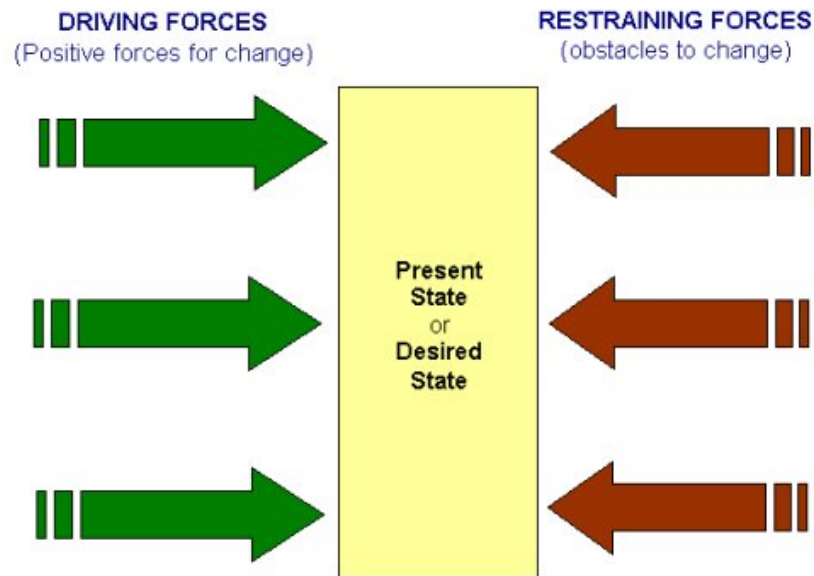 DRIVING FORCES
(Positive forces for change)
RESTRAINING FORCES
(obstacles to change)
Present
State
or
Desired
State